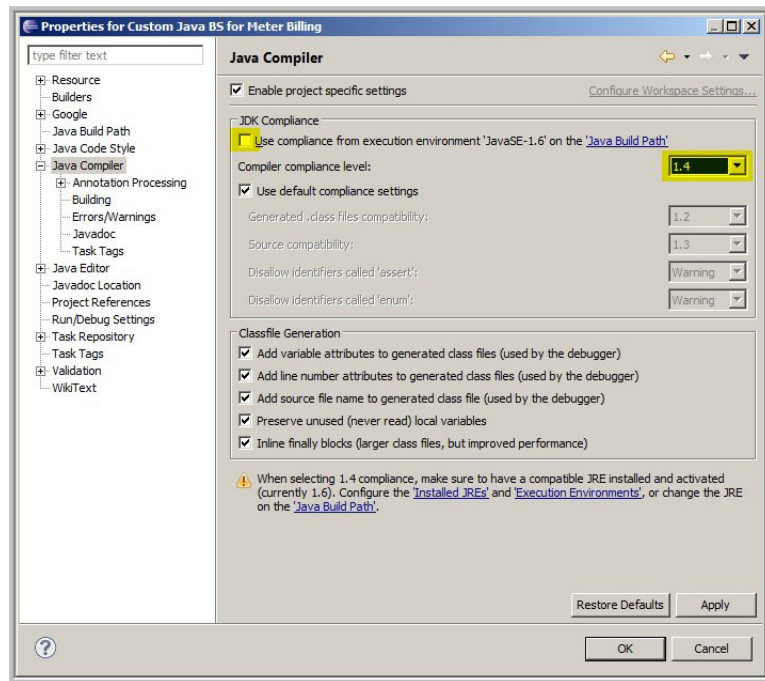 Properties for Custom Java BS for Meter Billing
type filter text
Java Compiler
Resource
Builders
Google
Java Build Path
Java Code Style
Java Compiler
Annotation Processing
Building
Errors/Warnings
Javadoc
Task Tags
Java Editor
Javadoc Location
Project References
Run/Debug Settings
Task Repository
Task Tags
Validation
WikiText
Enable project specific settings
Configure Workspace Settings...
JDK Compliance
Use compliance from execution environment 'JavaSE-1.6' on the 'Java Build Path'
Compiler compliance level: 1.4
Use default compliance settings
Generated .class files compatibility: 1.2
Source compatibility: 1.3
Disallow identifiers called 'assert': Warning
Disallow identifiers called 'enum': Warning
Classfile Generation
Add variable attributes to generated class files (used by the debugger)
Add line number attributes to generated class files (used by the debugger)
Add source file name to generated class file (used by the debugger)
Preserve unused (never read) local variables
Inline finally blocks (larger class files, but improved performance)
When selecting 1.4 compliance, make sure to have a compatible JRE installed and activated
(currently 1.6). Configure the 'Installed JREs' and 'Execution Environments', or change the JRE
on the 'Java Build Path'.
Restore Defaults
Apply
OK
Cancel